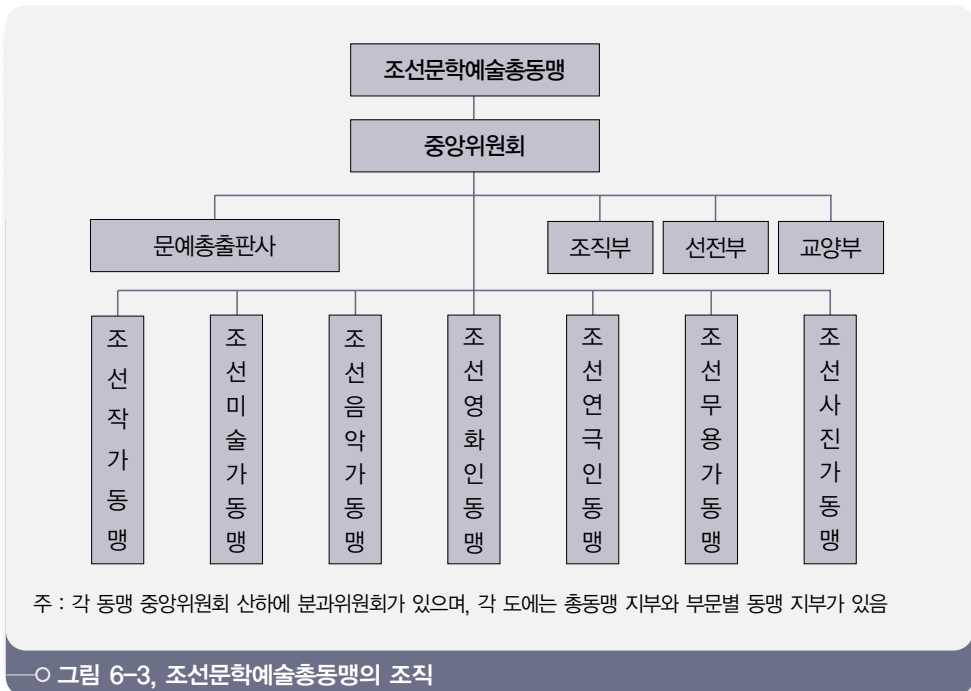 조선문학예술총동맹
중앙위원회
문예총출판사
조직부
선전부
교양부
조선작가동맹
조선미술가동맹
조선음악가동맹
조선영화인동맹
조선연극인동맹
조선무용가동맹
조선사진가동맹
주 : 각 동맹 중앙위원회 산하에 분과위원회가 있으며, 각 도에는 총동맹 지부와 부문별 동맹 지부가 있음
그림 6-3, 조선문학예술총동맹의 조직